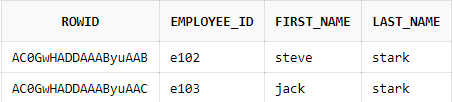 ROWID EMPLOYEE_ID FIRST_NAME LAST_NAME
AC0GwHADDAAAByuAAB e102 steve stark
AC0GwHADDAAAByuAAC e103 jack stark